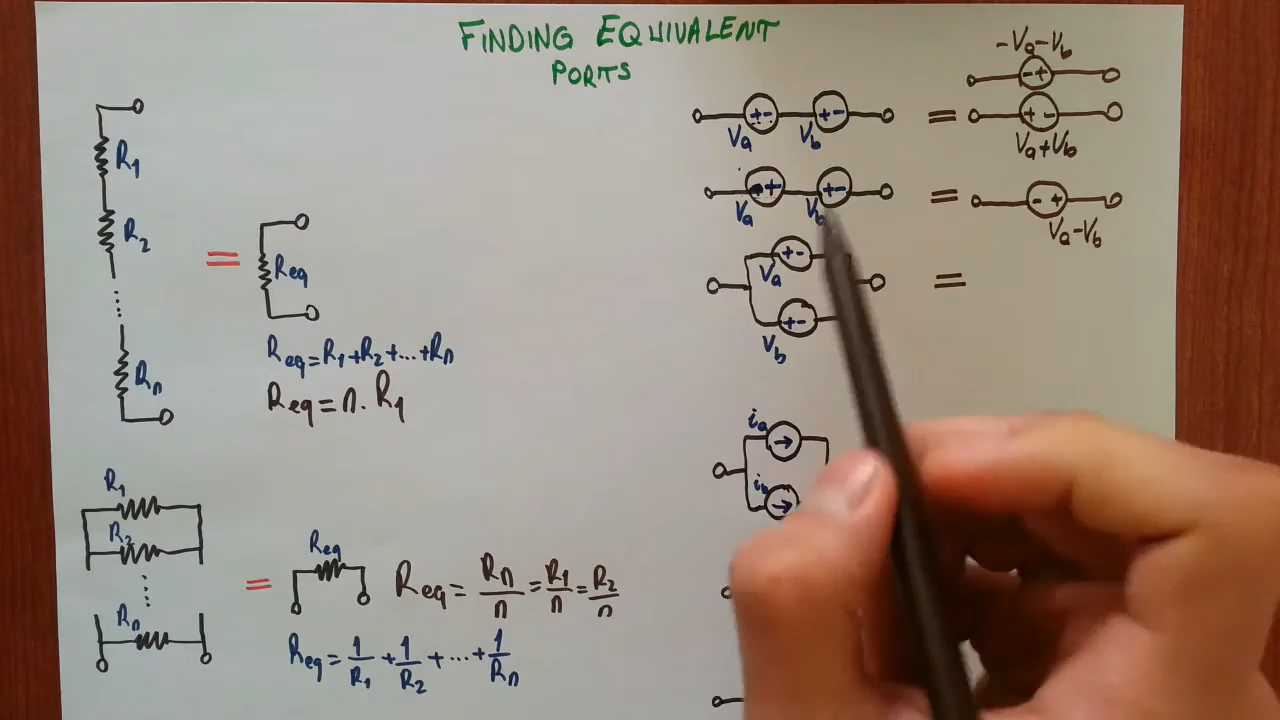 FINDING EQUIVALENT
PORTS
R1
R2
Rn
=
Req
Req=R1+R2+...+Rn
Req=n.R1
R1
R2
Rn
=
Req
Req=Rn/n=R1/n=R2/n
Req=1/R1+1/R2+...+1/Rn
-Va-Vb
- +
+ - + - = + -
Va Vb Va+Vb
+ + - = - +
Va Vb Va-Vb
+ -
Va
=
+ -
Vb
ia
→
ib
→